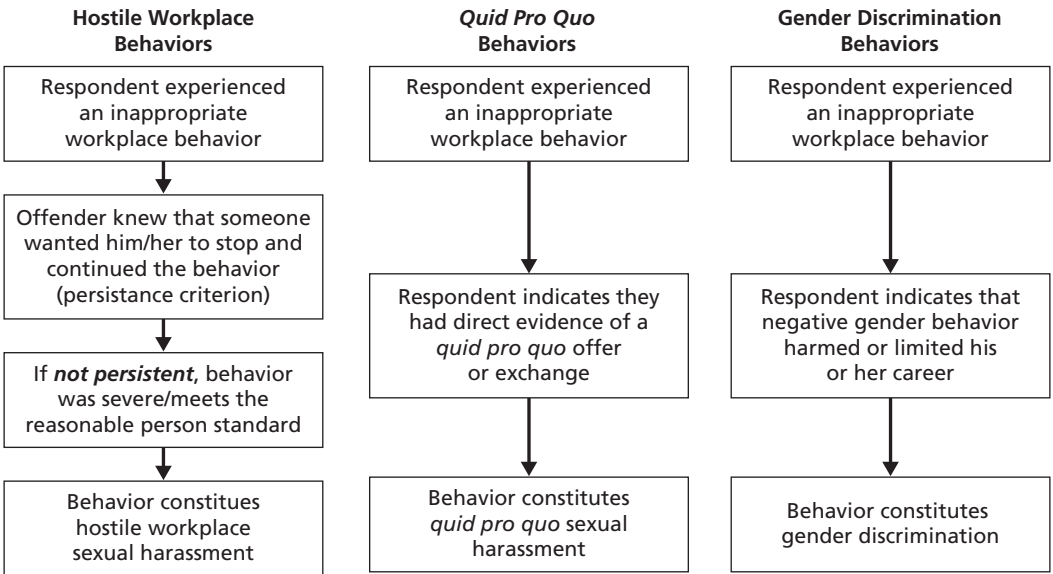 Hostile Workplace
Behaviors
Respondent experienced
an inappropriate
workplace behavior
Offender knew that someone
wanted him/her to stop and
continued the behavior
(persistance criterion)
If not persistent, behavior
was severe/meets the
reasonable person standard
Behavior constitues
hostile workplace
sexual harassment
Quid Pro Quo
Behaviors
Respondent experienced
an inappropriate
workplace behavior
Respondent indicates they
had direct evidence of a
quid pro quo offer
or exchange
Behavior constitutes
quid pro quo sexual
harassment
Gender Discrimination
Behaviors
Respondent experienced
an inappropriate
workplace behavior
Respondent indicates that
negative gender behavior
harmed or limited his
or her career
Behavior constitutes
gender discrimination